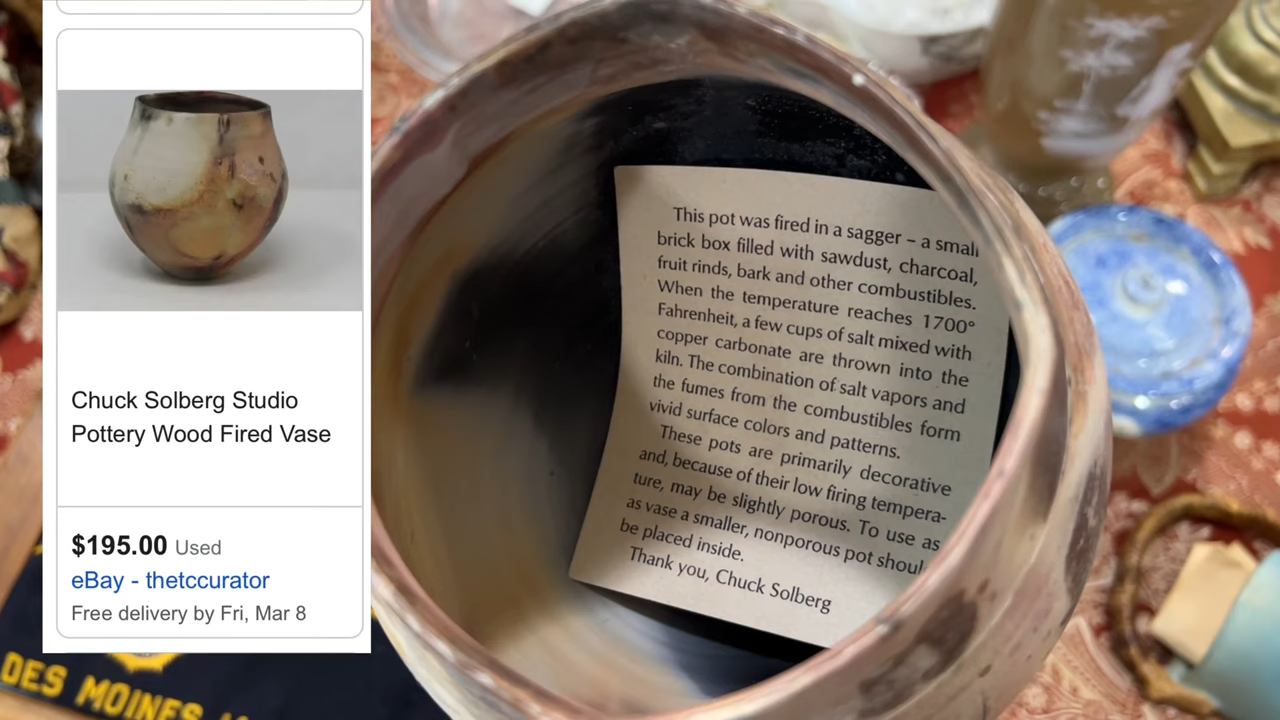 Chuck Solberg Studio
Pottery Wood Fired Vase
$195.00 Used
eBay - thetccurator
Free delivery by Fri, Mar 8
This pot was fired in a sagger – a small
brick box filled with sawdust, charcoal,
fruit rinds, bark and other combustibles.
When the temperature reaches 1700°
Fahrenheit, a few cups of salt mixed with
copper carbonate are thrown into the
kiln. The combination of salt vapors and
the fumes from the combustibles form
vivid surface colors and patterns.
These pots are primarily decorative
and, because of their low firing tempera-
ture, may be slightly porous. To use as
as vase a smaller, nonporous pot shoul
be placed inside.
Thank you, Chuck Solberg
DES MOINES